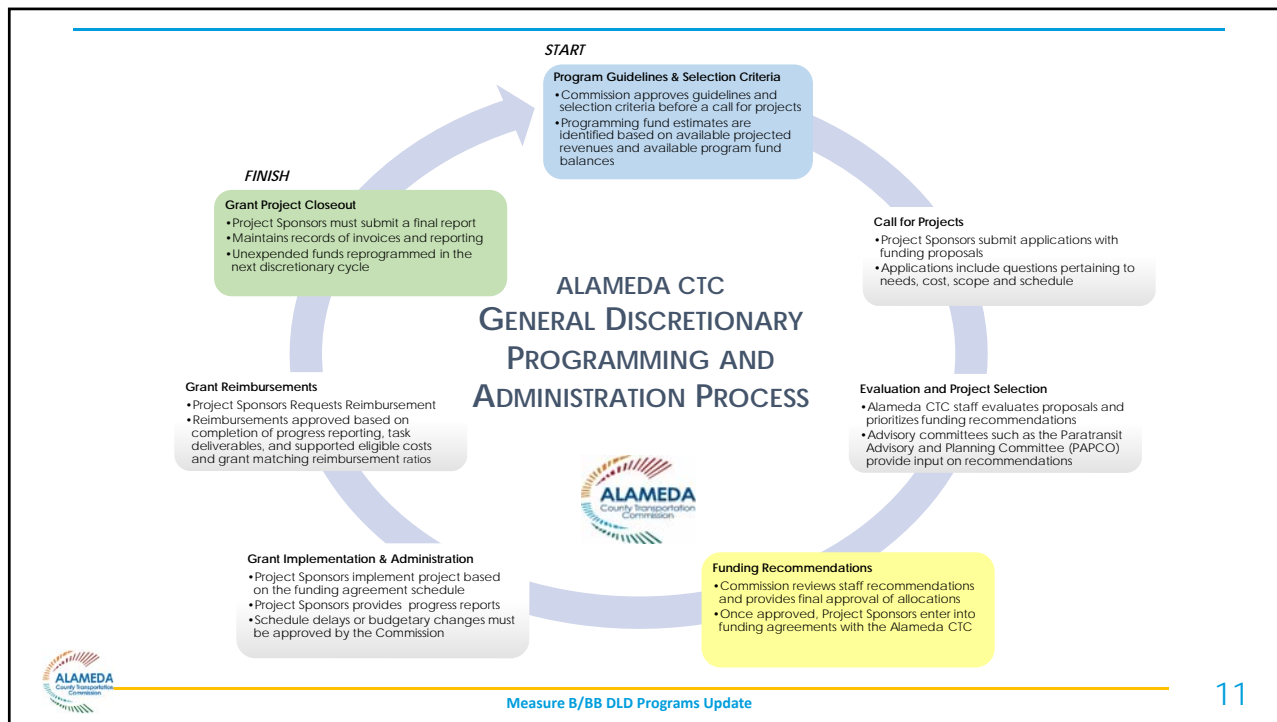 START
Program Guidelines & Selection Criteria
•Commission approves guidelines and
selection criteria before a call for projects
•Programming fund estimates are
identified based on available projected
revenues and available program fund
balances
Call for Projects
•Project Sponsors submit applications with
funding proposals
•Applications include questions pertaining to
needs, cost, scope and schedule
Evaluation and Project Selection
•Alameda CTC staff evaluates proposals and
prioritizes funding recommendations
•Advisory committees such as the Paratransit
Advisory and Planning Committee (PAPCO)
provide input on recommendations
Funding Recommendations
•Commission reviews staff recommendations
and provides final approval of allocations
•Once approved, Project Sponsors enter into
funding agreements with the Alameda CTC
Grant Implementation & Administration
•Project Sponsors implement project based
on the funding agreement schedule
•Project Sponsors provides progress reports
•Schedule delays or budgetary changes must
be approved by the Commission
Grant Reimbursements
•Project Sponsors Requests Reimbursement
•Reimbursements approved based on
completion of progress reporting, task
deliverables, and supported eligible costs
and grant matching reimbursement ratios
FINISH
Grant Project Closeout
•Project Sponsors must submit a final report
•Maintains records of invoices and reporting
•Unexpended funds reprogrammed in the
next discretionary cycle
ALAMEDA CTC
GENERAL DISCRETIONARY
PROGRAMMING AND
ADMINISTRATION PROCESS
ALAMEDA
County Transportation
Commission
ALAMEDA
County Transportation
Commission
Measure B/BB DLD Programs Update
11